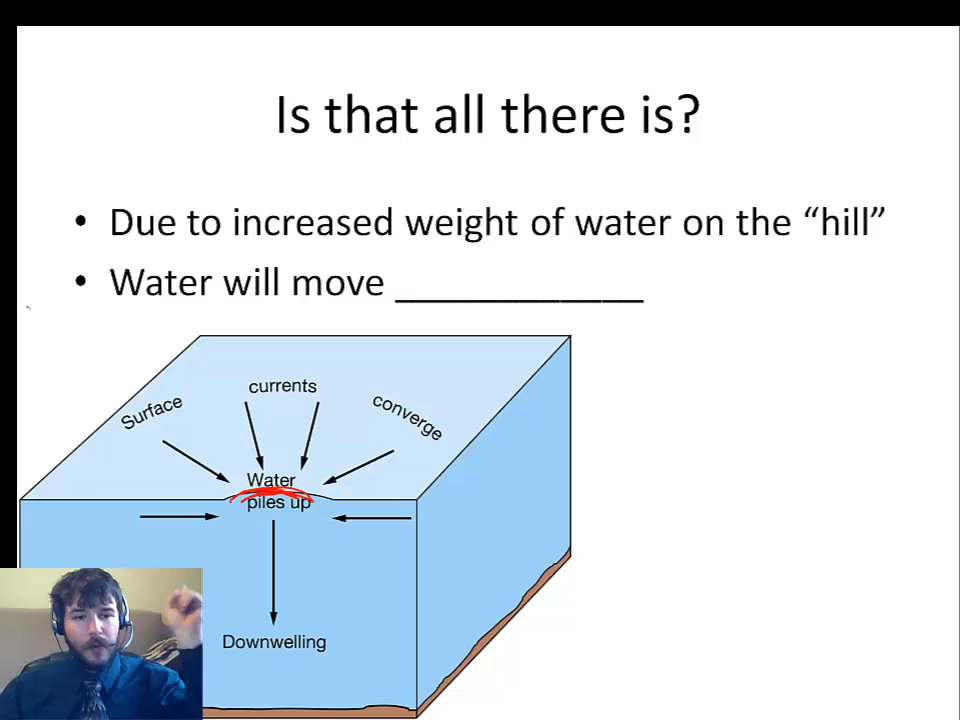 Is that all there is?
• Due to increased weight of water on the “hill”
• Water will move ____________
Surface
currents
converge
Water
piles up
Downwelling